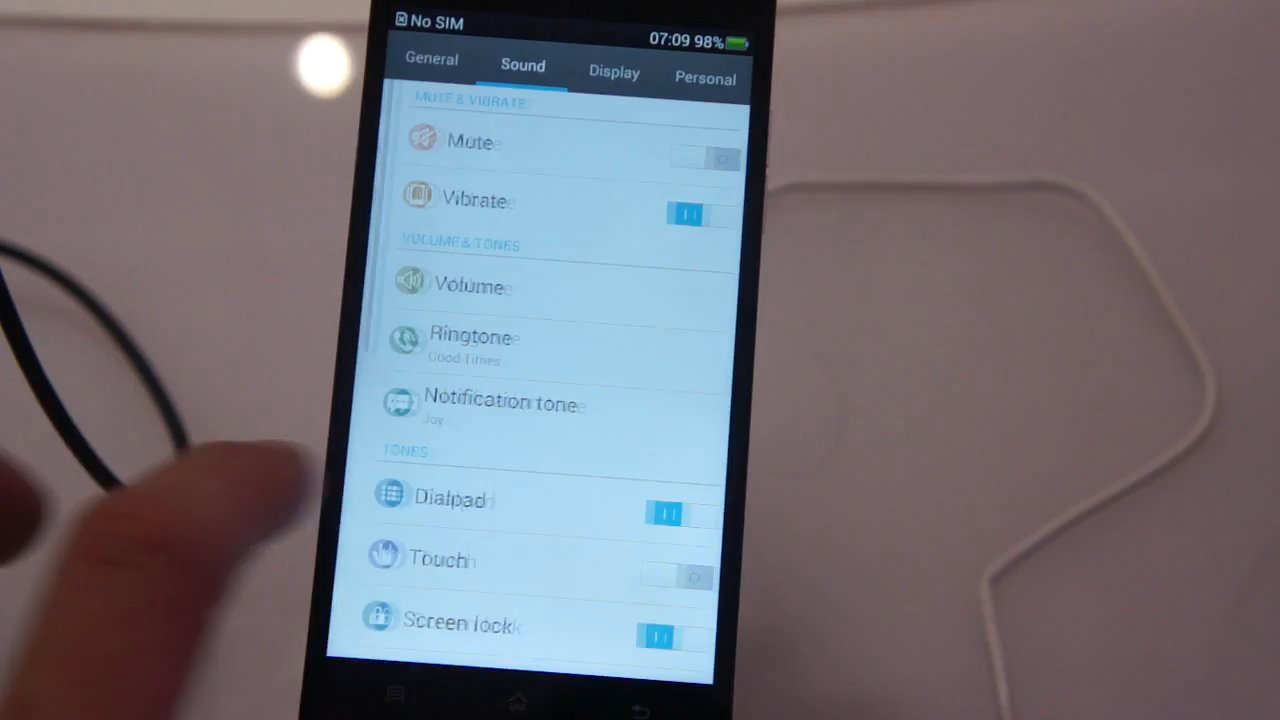 No SIM
07:09 98%
General Sound Display Personal
MUTE & VIBRATE
Mute
Vibrate
VOLUME & TONES
Volume
Ringtone
Good Times
Notification tone
Joy
TONES
Dialpad
Touch
Screen lock